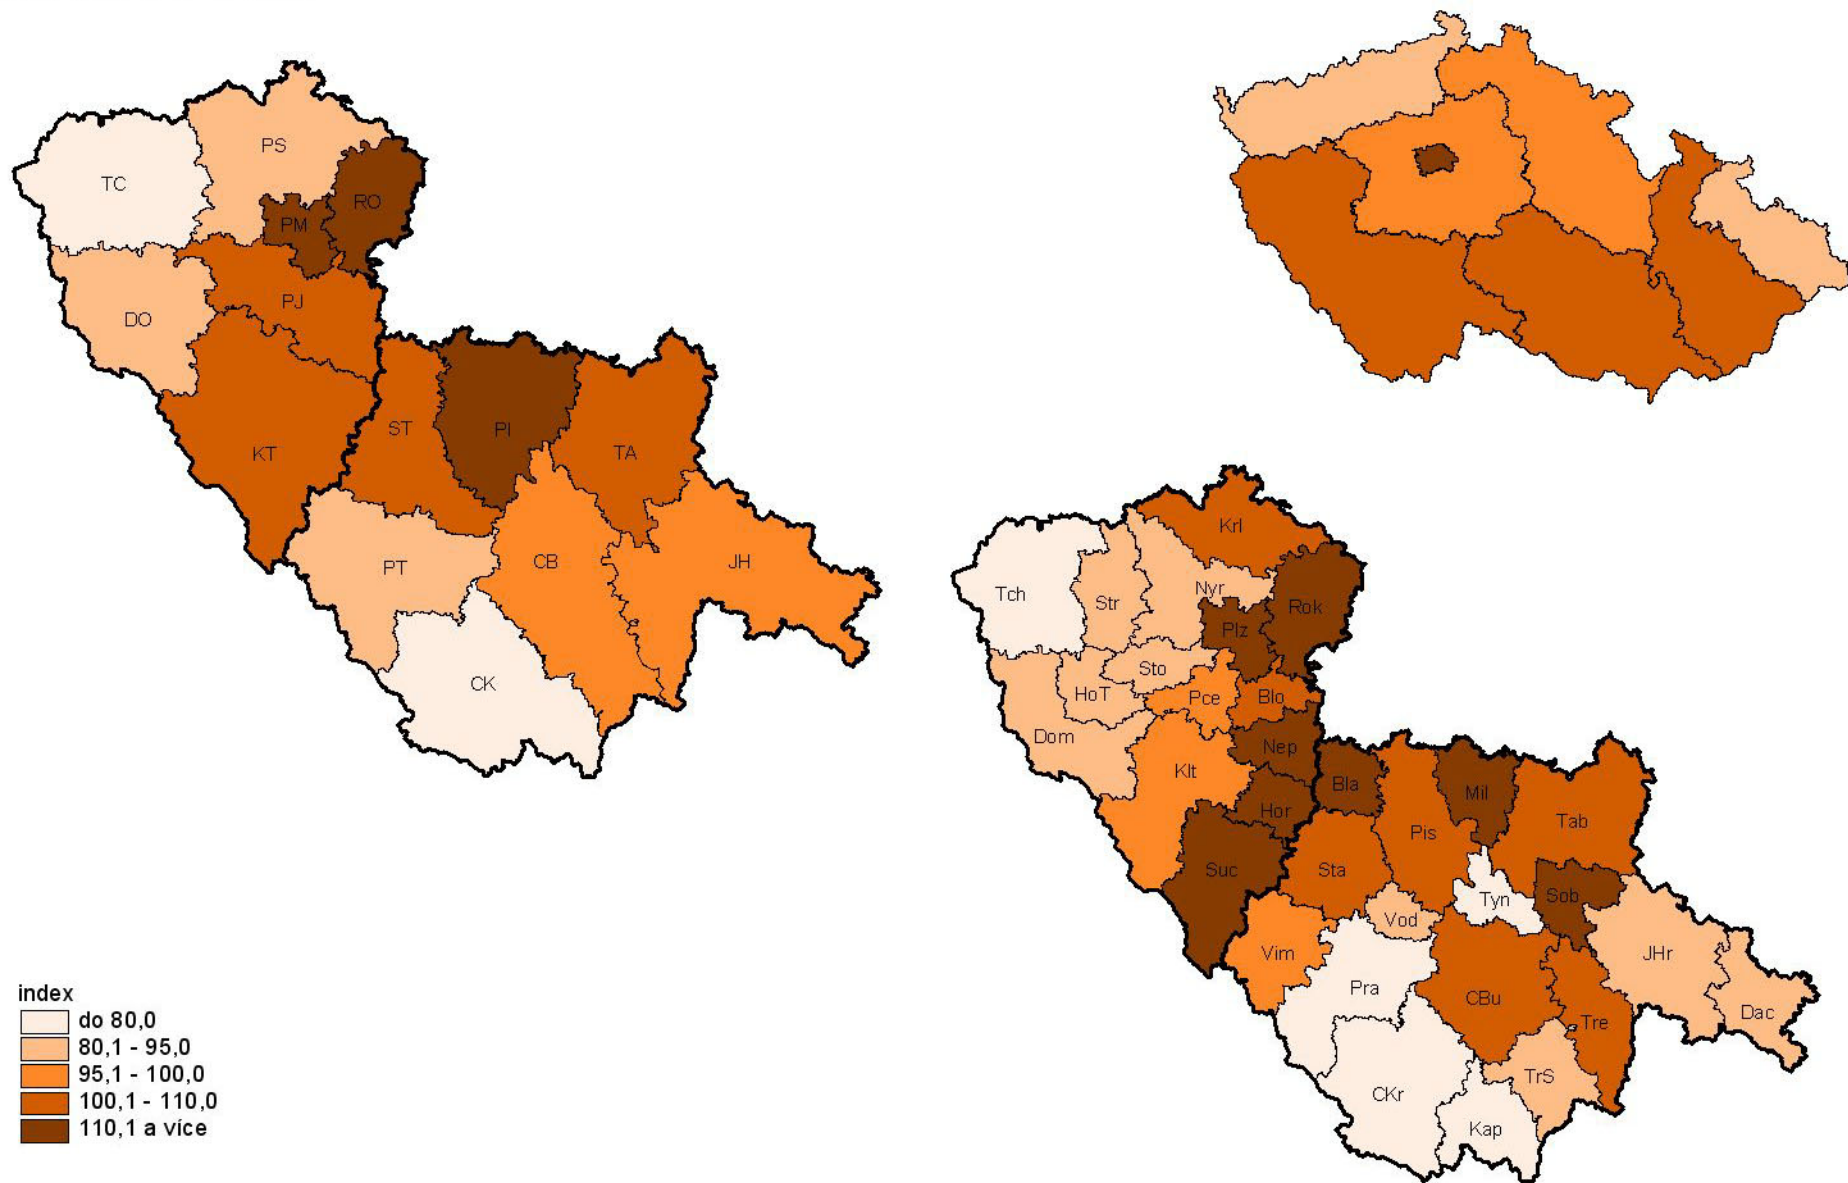 PS
TC
RO
PM
PJ
DO
ST
PI
TA
KT
PT
CB
JH
CK
Krl
Tch
Str
Nyr
Rok
Plz
Sto
HoT
Pce
Blo
Dom
Nep
Klt
Bla
Mil
Hor
Pis
Tab
Suc
Sta
Tyn
Sob
Vod
Vim
JHr
Pra
CBu
Tre
Dac
TrS
CKr
Kap
index
do 80,0
80,1 - 95,0
95,1 - 100,0
100,1 - 110,0
110,1 a více